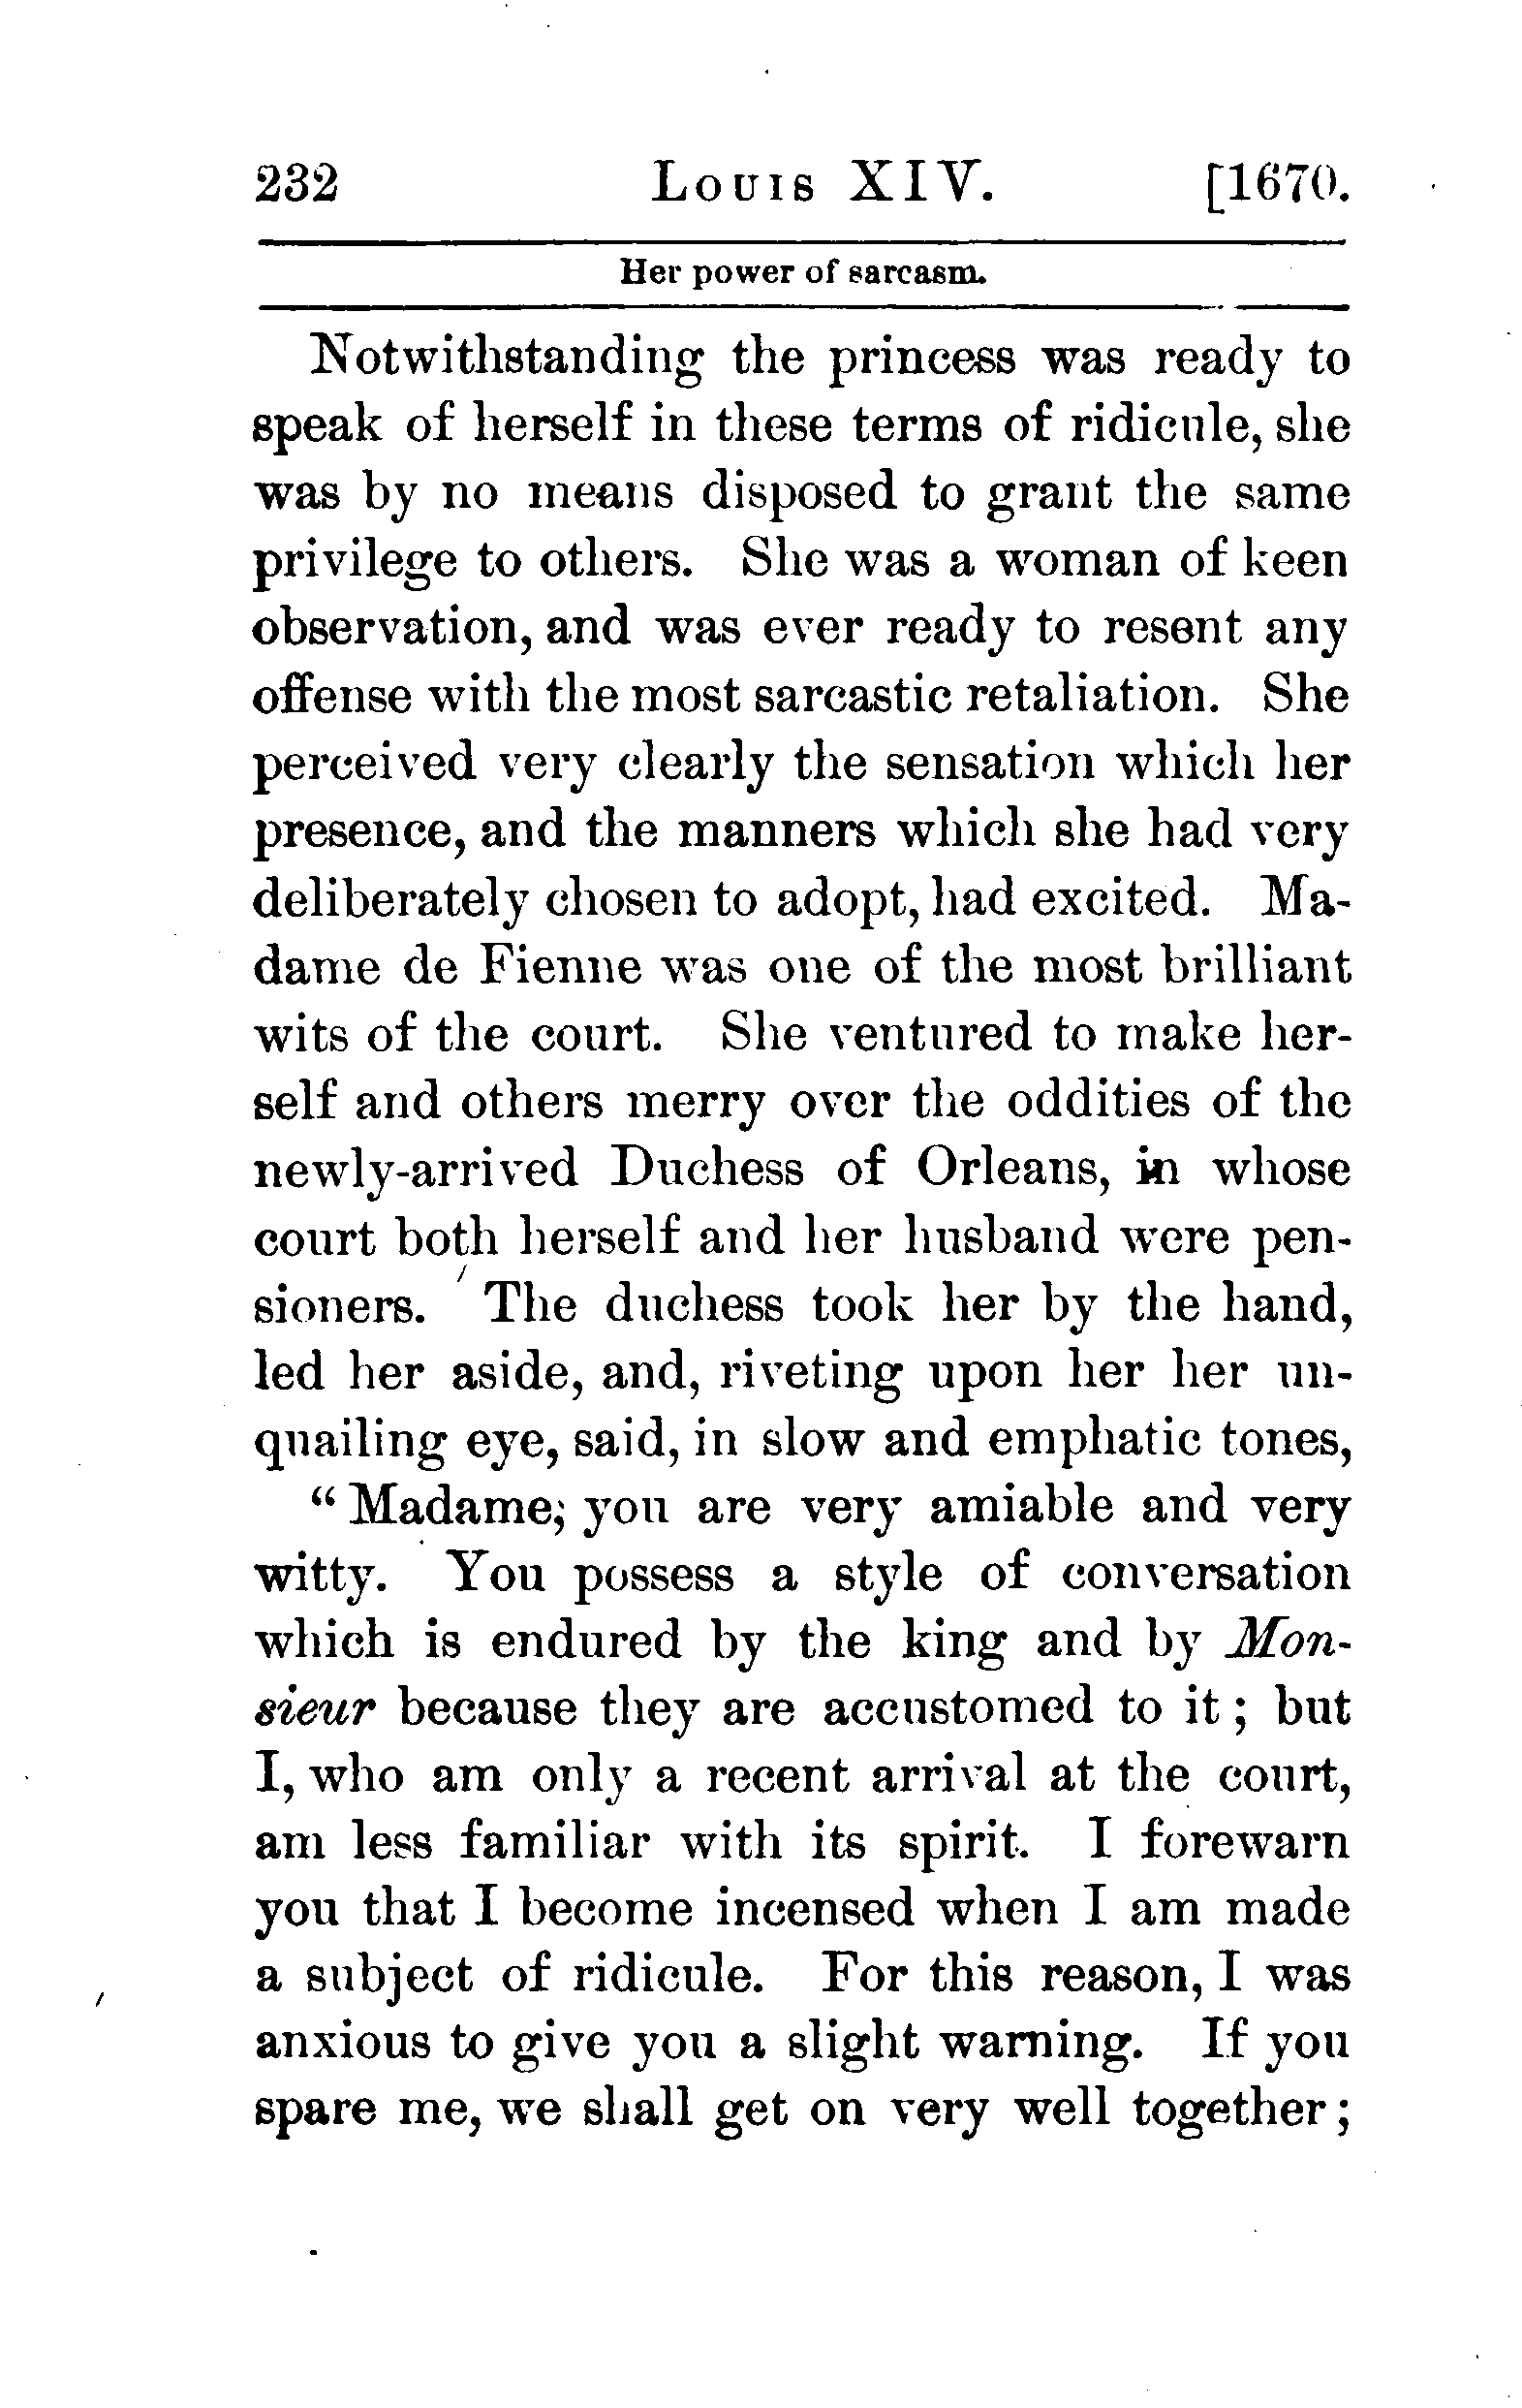 232 Louis XIV. [1670.
Her power of sarcasm.
Notwithstanding the princess was ready to
speak of herself in these terms of ridicule, she
was by no means disposed to grant the same
privilege to others. She was a woman of keen
observation, and was ever ready to resent any
offense with the most sarcastic retaliation. She
perceived very clearly the sensation which her
presence, and the manners which she had very
deliberately chosen to adopt, had excited. Ma-
dame de Fienne was one of the most brilliant
wits of the court. She ventured to make her-
self and others merry over the oddities of the
newly-arrived Duchess of Orleans, in whose
court both herself and her husband were pen-
sioners. The duchess took her by the hand,
led her aside, and, riveting upon her her un-
quailing eye, said, in slow and emphatic tones,
“Madame, you are very amiable and very
witty. You possess a style of conversation
which is endured by the king and by Mon-
sieur because they are accustomed to it; but
I, who am only a recent arrival at the court,
am less familiar with its spirit. I forewarn
you that I become incensed when I am made
a subject of ridicule. For this reason, I was
anxious to give you a slight warning. If you
spare me, we shall get on very well together;